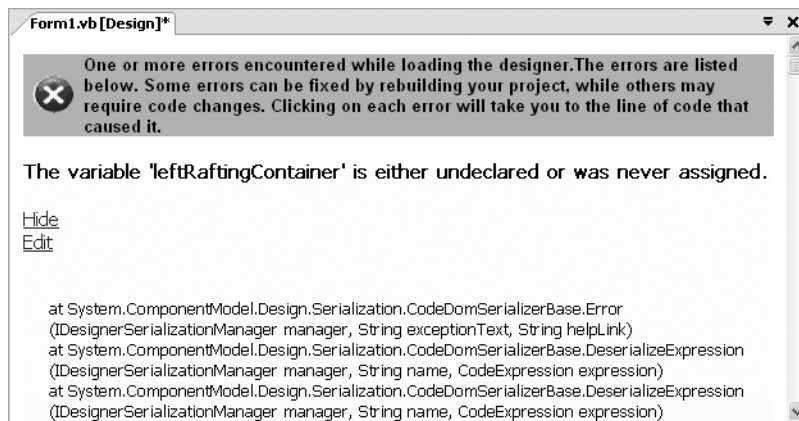 Form1.vb [Design]*
One or more errors encountered while loading the designer.The errors are listed
below. Some errors can be fixed by rebuilding your project, while others may
require code changes. Clicking on each error will take you to the line of code that
caused it.
The variable 'leftRaftingContainer' is either undeclared or was never assigned.
Hide
Edit
at System.ComponentModel.Design.Serialization.CodeDomSerializerBase.Error
(IDesignerSerializationManager manager, String exceptionText, String helpLink)
at System.ComponentModel.Design.Serialization.CodeDomSerializerBase.DeserializeExpression
(IDesignerSerializationManager manager, String name, CodeExpression expression)
at System.ComponentModel.Design.Serialization.CodeDomSerializerBase.DeserializeExpression
(IDesignerSerializationManager manager, String name, CodeExpression expression)